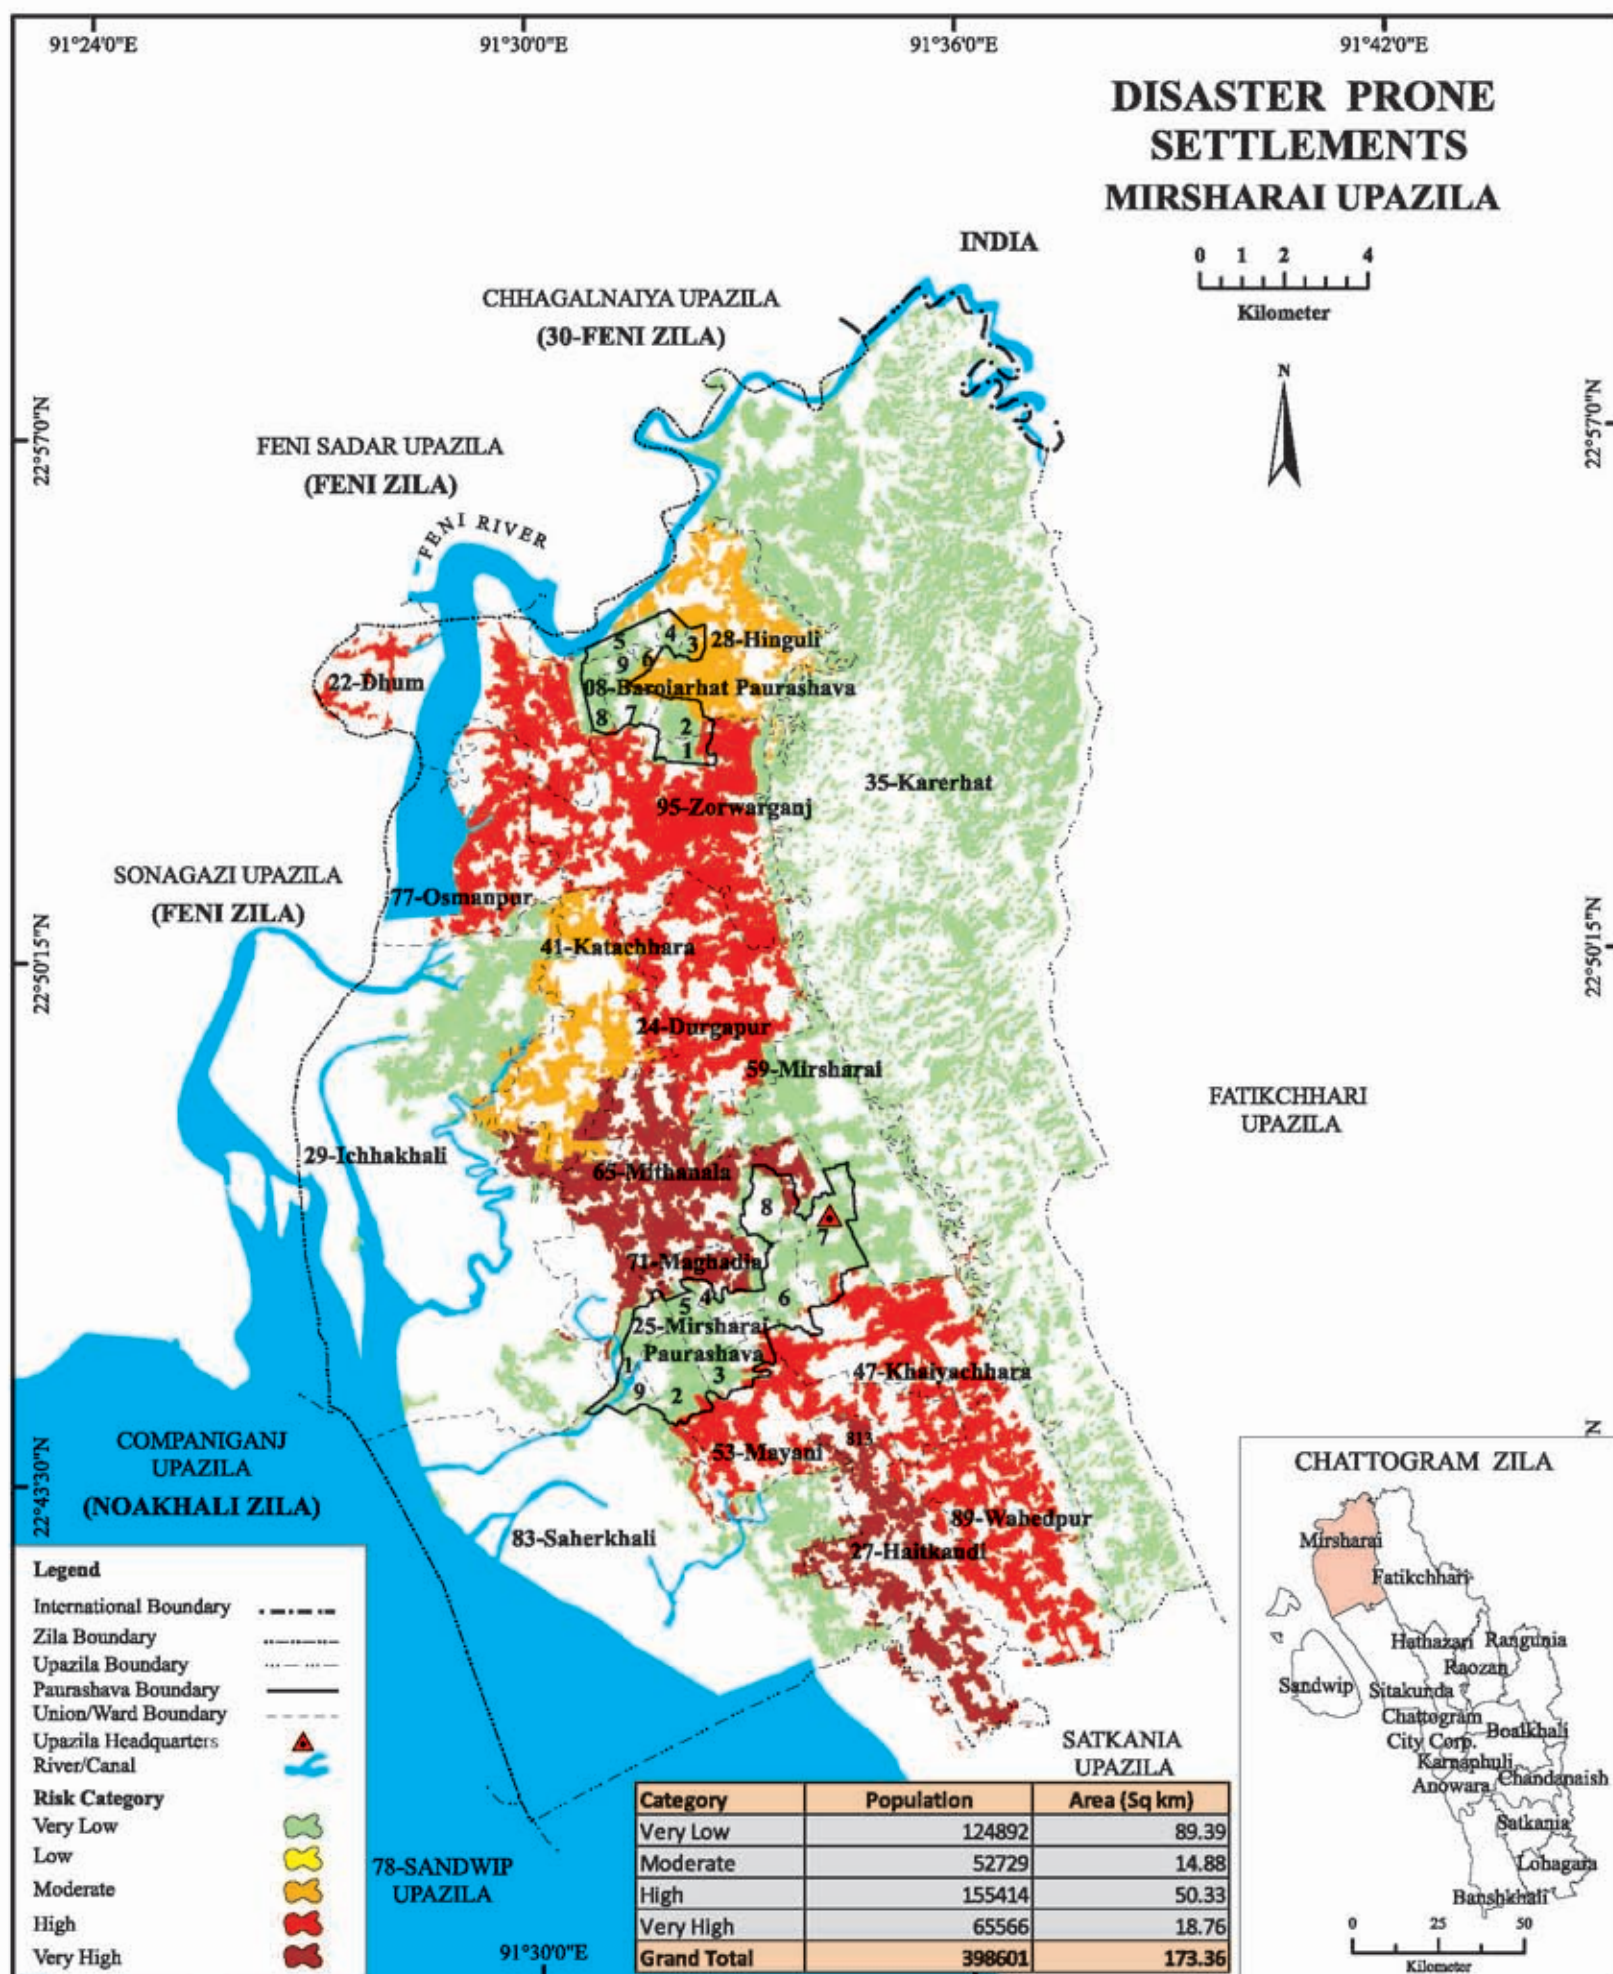 91°24'0"E
91°30'0"E
91°36'0"E
91°42'0"E
DISASTER PRONE
SETTLEMENTS
MIRSHARAI UPAZILA
INDIA
0 1 2 4
Kilometer
N
CHHAGALNAIYA UPAZILA
(30-FENI ZILA)
22°57'0"N
22°57'0"N
FENI SADAR UPAZILA
(FENI ZILA)
FENI RIVER
5
4
3
28-Hinguli
9
6
22-Dhum
08-Baroiarhat Paurashava
8
7
2
1
35-Karerhat
95-Zorwarganj
SONAGAZI UPAZILA
(FENI ZILA)
77-Osmanpur
41-Katachhara
22°50'15"N
22°50'15"N
24-Durgapur
59-Mirsharai
FATIKCHHARI
UPAZILA
29-Ichhakhali
65-Mithanala
8
7
71-Maghadia
5
4
6
25-Mirsharai
Paurashava
1
3
9
2
47-Khaiyachhara
813
53-Mayani
N
COMPANIGANJ
UPAZILA
(NOAKHALI ZILA)
22°43'30"N
83-Saherkhali
89-Wahedpur
27-Haitkandi
SATKANIA
UPAZILA
78-SANDWIP
UPAZILA
91°30'0"E
Legend
International Boundary
Zila Boundary
Upazila Boundary
Paurashava Boundary
Union/Ward Boundary
Upazila Headquarters
River/Canal
Risk Category
Very Low
Low
Moderate
High
Very High
Category Population Area (Sq km)
Very Low 124892 89.39
Moderate 52729 14.88
High 155414 50.33
Very High 65566 18.76
Grand Total 398601 173.36
CHATTOGRAM ZILA
Mirsharai
Fatikchhari
Hathazari
Rangunia
Raozan
Sandwip
Sitakunda
Chattogram
City Corp.
Boalkhali
Karnaphuli
Anowara
Chandanaish
Satkania
Lohagara
Banshkhali
0 25 50
Kilometer